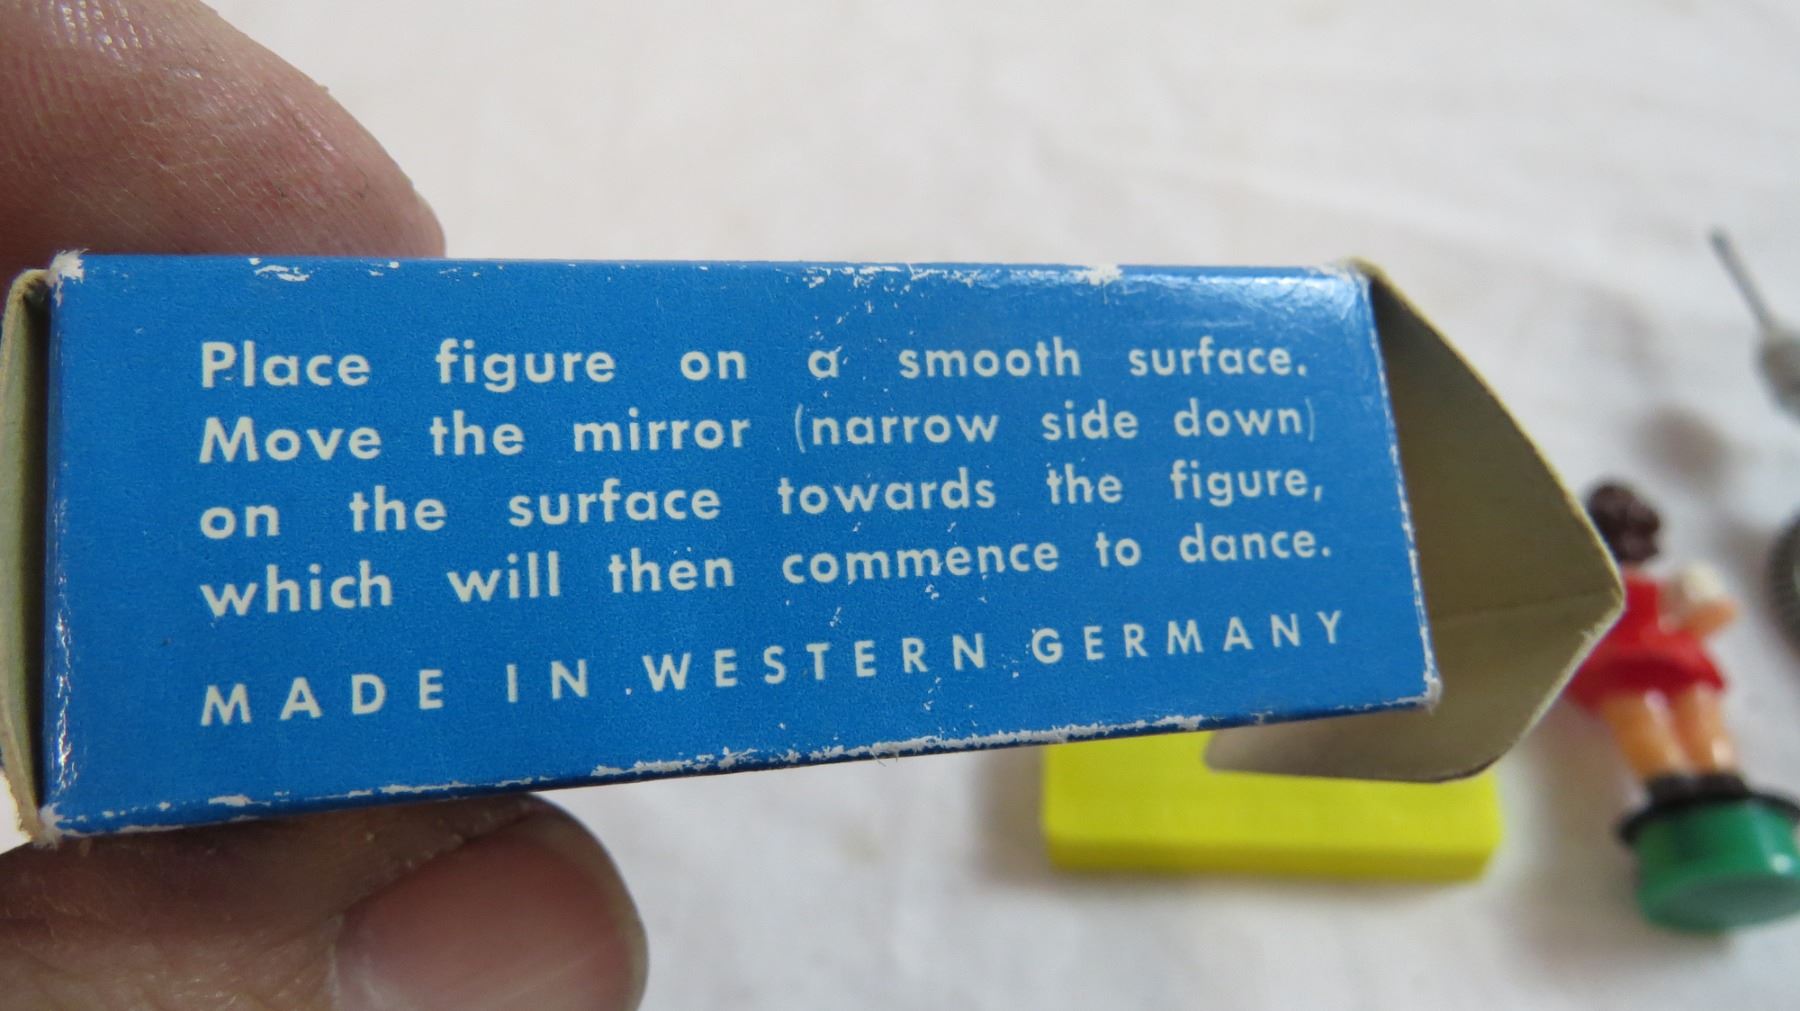 Place figure on a smooth surface.
Move the mirror (narrow side down)
on the surface towards the figure,
which will then commence to dance.
MADE IN WESTERN GERMANY